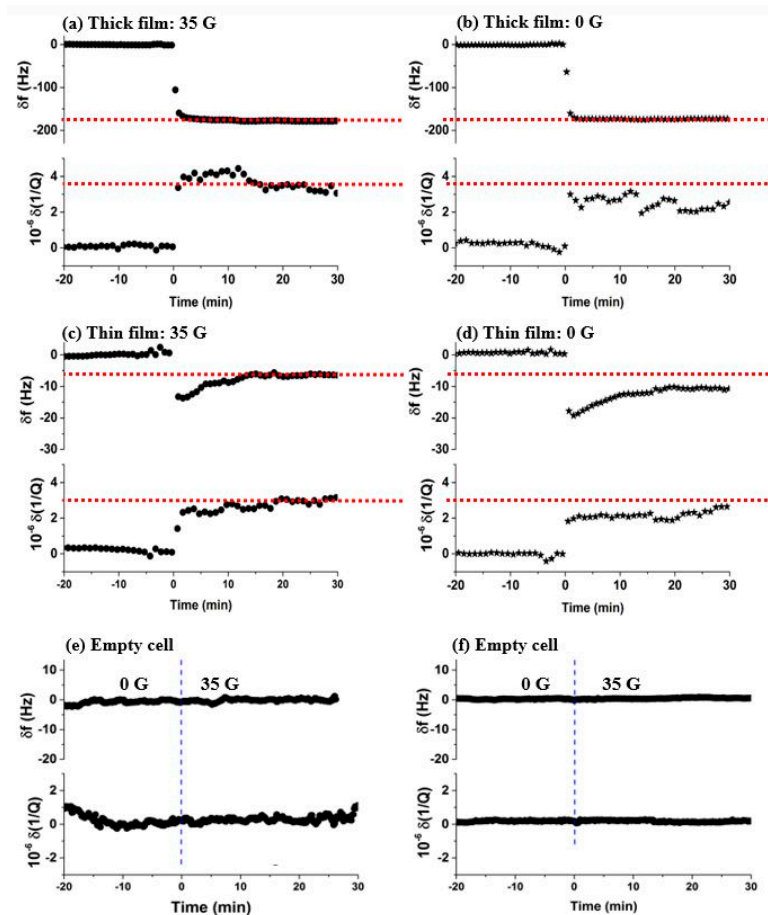 (a) Thick film: 35 G
(b) Thick film: 0 G
0
-100
-200
δf (Hz)
4
2
0
10⁻⁶ δ(1/Q)
-20 -10 0 10 20 30
Time (min)
0
-100
-200
δf (Hz)
4
2
0
10⁻⁶ δ(1/Q)
-20 -10 0 10 20 30
Time (min)
(c) Thin film: 35 G
(d) Thin film: 0 G
0
-10
-20
-30
δf (Hz)
4
2
0
10⁻⁶ δ(1/Q)
-20 -10 0 10 20 30
Time (min)
0
-10
-20
-30
δf (Hz)
4
2
0
10⁻⁶ δ(1/Q)
-20 -10 0 10 20 30
Time (min)
(e) Empty cell
(f) Empty cell
0 G 35 G
10
0
-10
-20
δf (Hz)
2
0
-2
10⁻⁶ δ(1/Q)
-20 -10 0 10 20 30
Time (min)
0 G 35 G
10
0
-10
-20
δf (Hz)
2
0
-2
10⁻⁶ δ(1/Q)
-20 -10 0 10 20 30
Time (min)